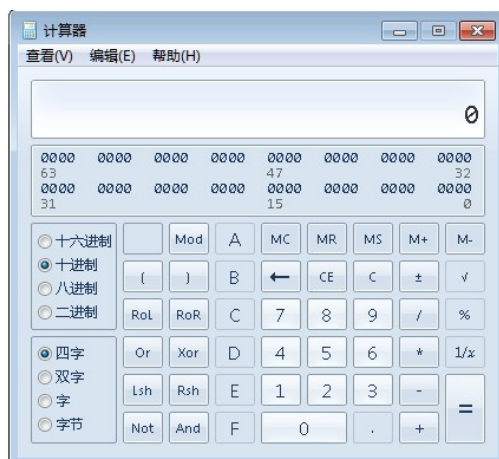 计算器
查看(V) 编辑(E) 帮助(H)
0
0000 0000 0000 0000 0000 0000 0000 0000
63 47 32
0000 0000 0000 0000 0000 0000 0000 0000
31 15 0
十六进制 Mod A MC MR MS M+ M-
十进制 ( ) B ← CE C ± √
八进制
二进制 RoL RoR C 7 8 9 / %
四字 Or Xor D 4 5 6 * 1/x
双字
字 Lsh Rsh E 1 2 3 - =
字节 Not And F 0 . +